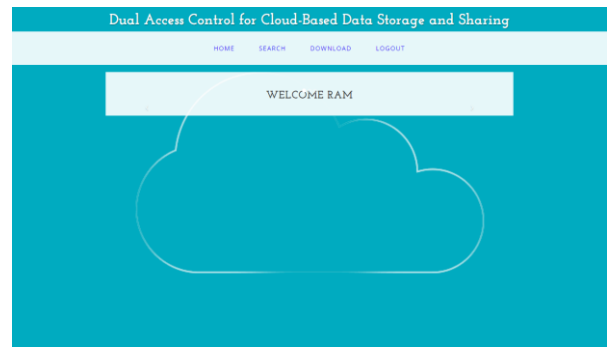 Dual Access Control for Cloud-Based Data Storage and Sharing
HOME SEARCH DOWNLOAD LOGOUT
WELCOME RAM